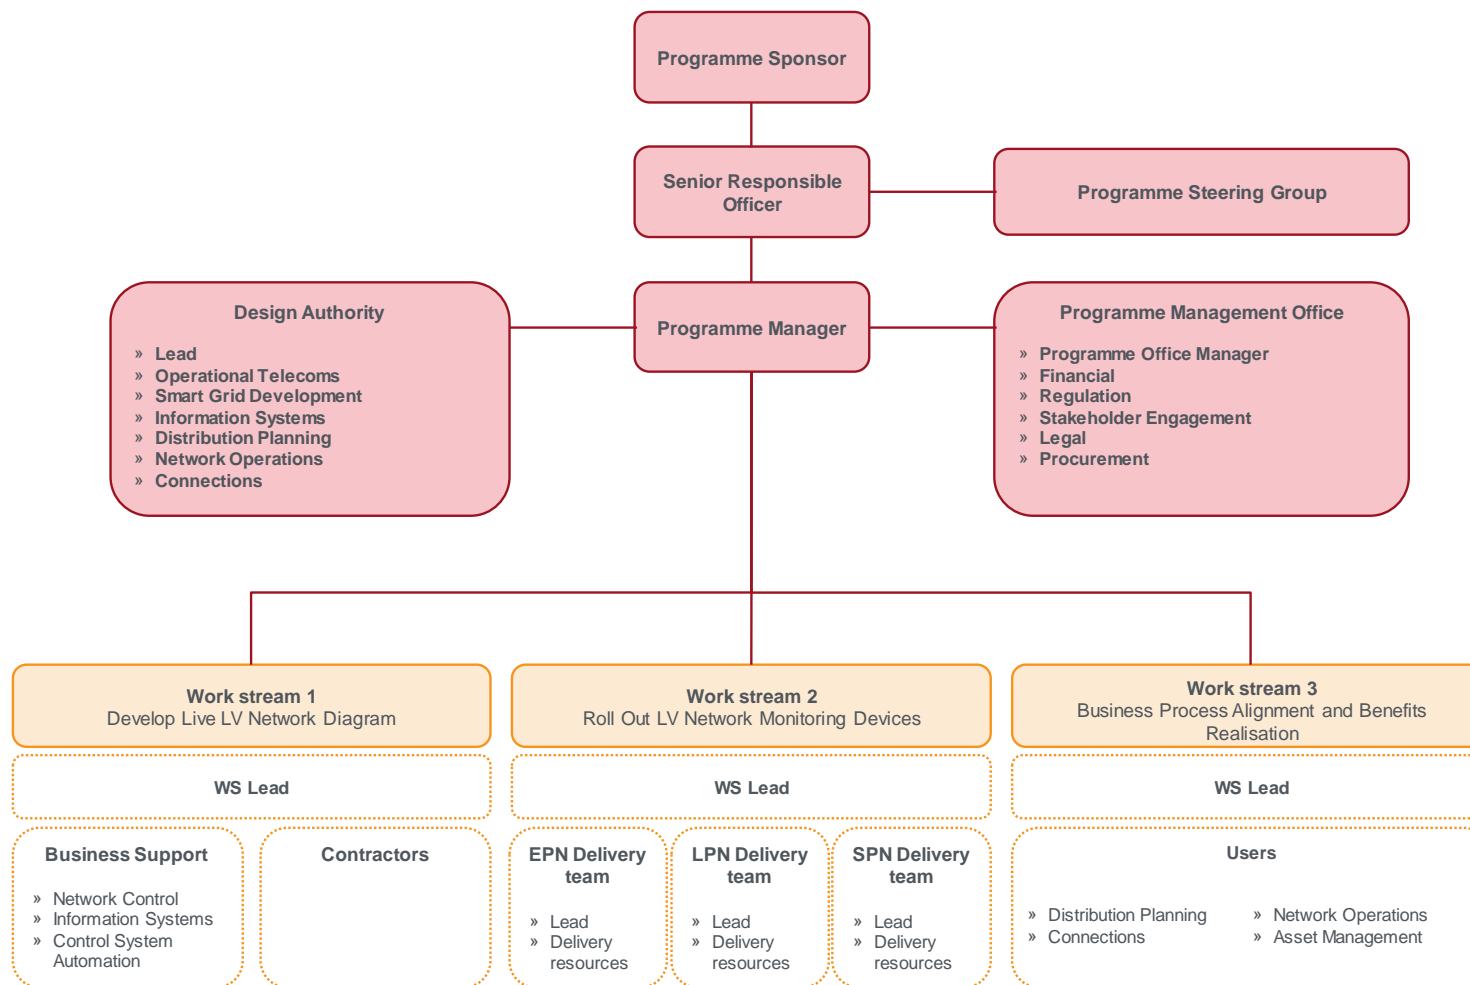 Programme Sponsor
Senior Responsible
Officer
Programme Steering Group
Design Authority
» Lead
» Operational Telecoms
» Smart Grid Development
» Information Systems
» Distribution Planning
» Network Operations
» Connections
Programme Manager
Programme Management Office
» Programme Office Manager
» Financial
» Regulation
» Stakeholder Engagement
» Legal
» Procurement
Work stream 1
Develop Live LV Network Diagram
Work stream 2
Roll Out LV Network Monitoring Devices
Work stream 3
Business Process Alignment and Benefits
Realisation
WS Lead
WS Lead
WS Lead
Business Support
» Network Control
» Information Systems
» Control System
Automation
Contractors
EPN Delivery
team
» Lead
» Delivery
resources
LPN Delivery
team
» Lead
» Delivery
resources
SPN Delivery
team
» Lead
» Delivery
resources
Users
» Distribution Planning
» Connections
» Network Operations
» Asset Management